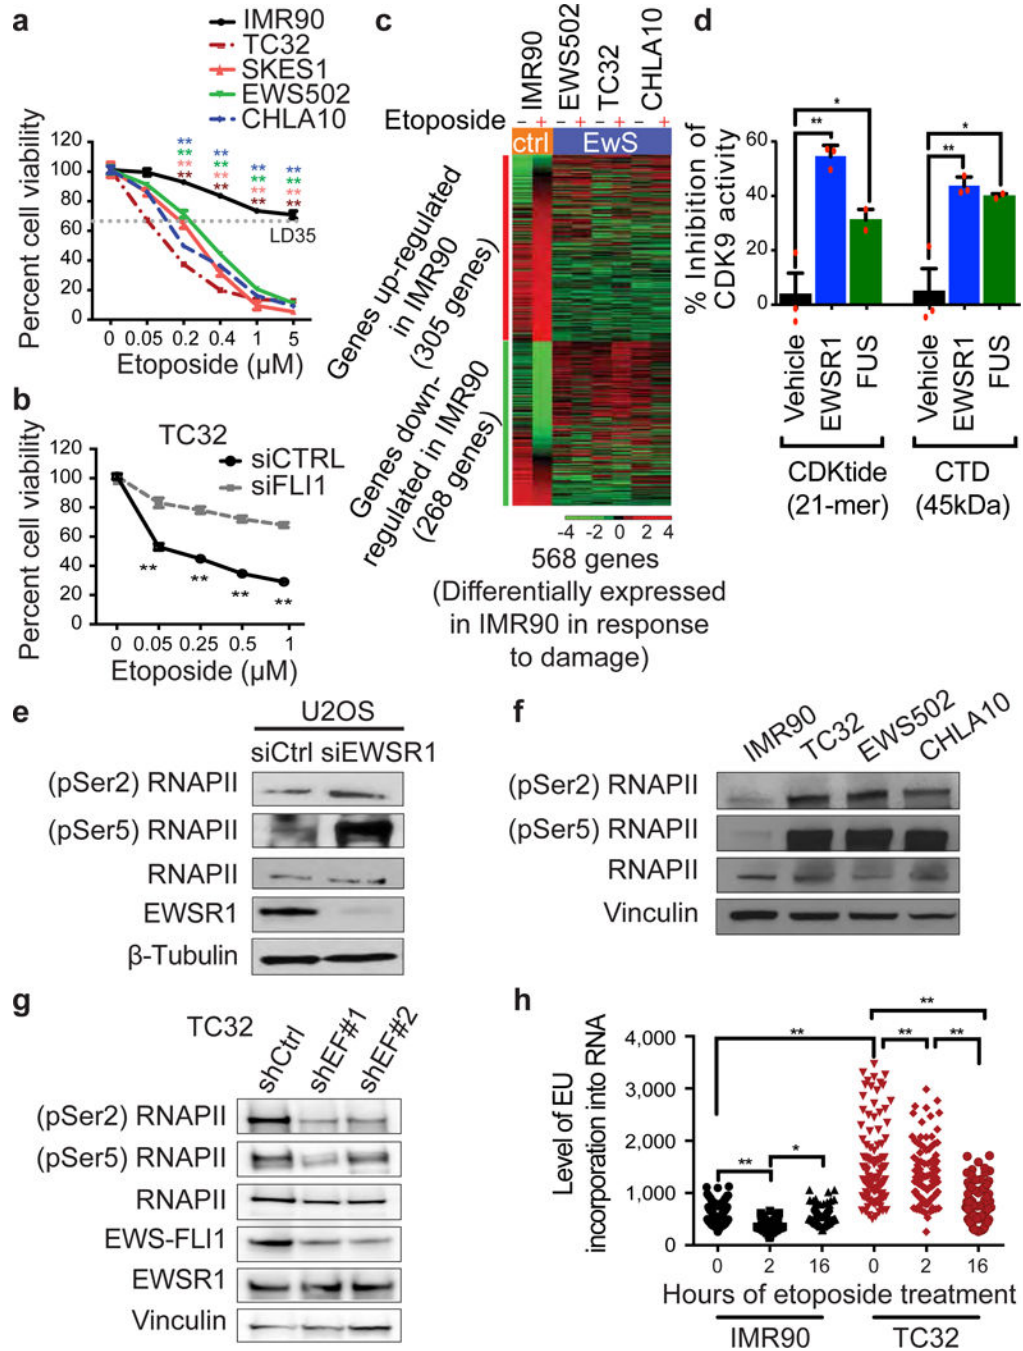 a
IMR90
TC32
SKES1
EWS502
CHLA10
Percent cell viability
120
100
80
60
40
20
0
** ** ** **
** ** ** **
** ** ** **
** ** ** **
LD35
0 0.05 0.2 0.4 1 5
Etoposide (µM)
b
TC32
siCTRL
siFLI1
Percent cell viability
120
100
80
60
40
20
0
** ** ** **
0 0.05 0.25 0.5 1
Etoposide (µM)
c
IMR90
EWS502
TC32
CHLA10
Etoposide – + – + – + – +
ctrl EwS
Genes up-regulated
in IMR90
(305 genes)
Genes down-
regulated in IMR90
(268 genes)
-4 -2 0 2 4
568 genes
(Differentially expressed
in IMR90 in response
to damage)
d
% Inhibition of
CDK9 activity
60
40
20
0
*
**
*
**
Vehicle
EWSR1
FUS
Vehicle
EWSR1
FUS
CDKtide
(21-mer)
CTD
(45kDa)
e
U2OS
siCtrl siEWSR1
(pSer2) RNAPII
(pSer5) RNAPII
RNAPII
EWSR1
β-Tubulin
f
IMR90
TC32
EWS502
CHLA10
(pSer2) RNAPII
(pSer5) RNAPII
RNAPII
Vinculin
g
TC32
shCtrl
shEF#1
shEF#2
(pSer2) RNAPII
(pSer5) RNAPII
RNAPII
EWS-FLI1
EWSR1
Vinculin
h
Level of EU
incorporation into RNA
4,000
3,000
2,000
1,000
0
**
**
** **
** *
0 2 16 0 2 16
Hours of etoposide treatment
IMR90 TC32